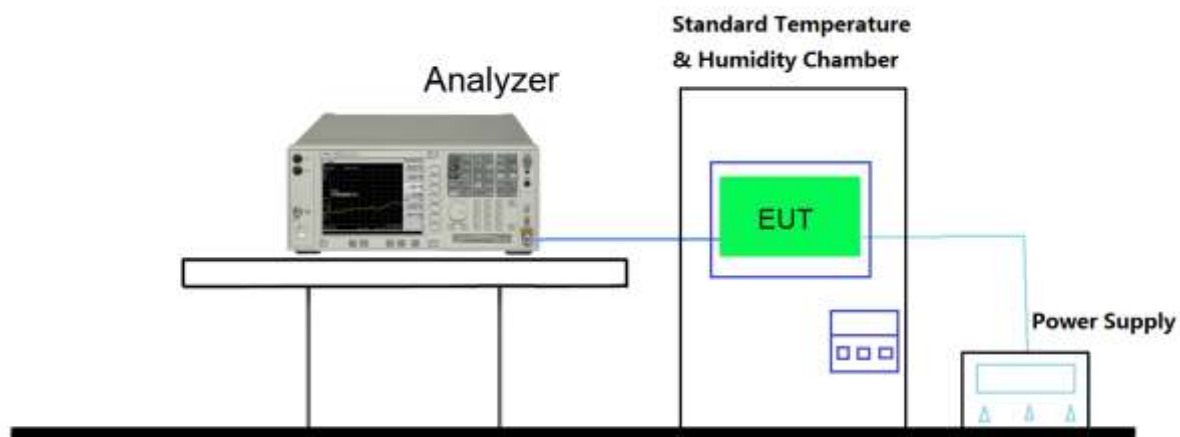 Standard Temperature
& Humidity Chamber
Analyzer
EUT
Power Supply